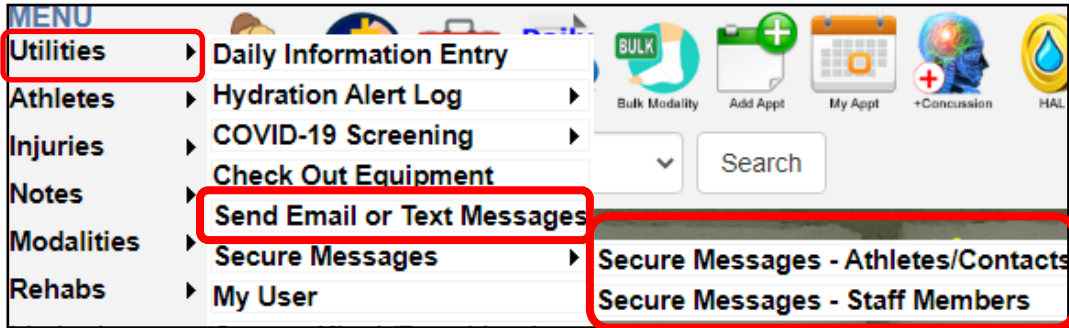 MENU
Utilities
Athletes
Injuries
Notes
Modalities
Rehabs
Daily Information Entry
Hydration Alert Log
COVID-19 Screening
Check Out Equipment
Send Email or Text Messages
Secure Messages
My User
Secure Messages - Athletes/Contacts
Secure Messages - Staff Members
BULK
Bulk Modality
Add Appt
My Appt
+Concussion
HAL
Search